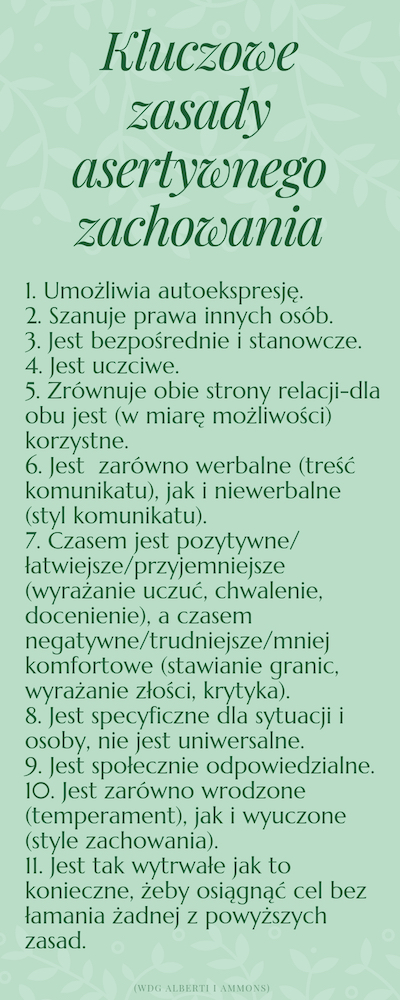 Kluczowe
zasady
asertywnego
zachowania
1. Umożliwia autoekspresję.
2. Szanuje prawa innych osób.
3. Jest bezpośrednie i stanowcze.
4. Jest uczciwe.
5. Zrównuje obie strony relacji-dla
obu jest (w miarę możliwości)
korzystne.
6. Jest  zarówno werbalne (treść
komunikatu), jak i niewerbalne
(styl komunikatu).
7. Czasem jest pozytywne/
łatwiejsze/przyjemniejsze
(wyrażanie uczuć, chwalenie,
docenienie), a czasem
negatywne/trudniejsze/mniej
komfortowe (stawianie granic,
wyrażanie złości, krytyka).
8. Jest specyficzne dla sytuacji i
osoby, nie jest uniwersalne.
9. Jest społecznie odpowiedzialne.
10. Jest zarówno wrodzone
(temperament), jak i wyuczone
(style zachowania).
11. Jest tak wytrwałe jak to
konieczne, żeby osiągnąć cel bez
łamania żadnej z powyższych
zasad.
(WDG ALBERTI I AMMONS)